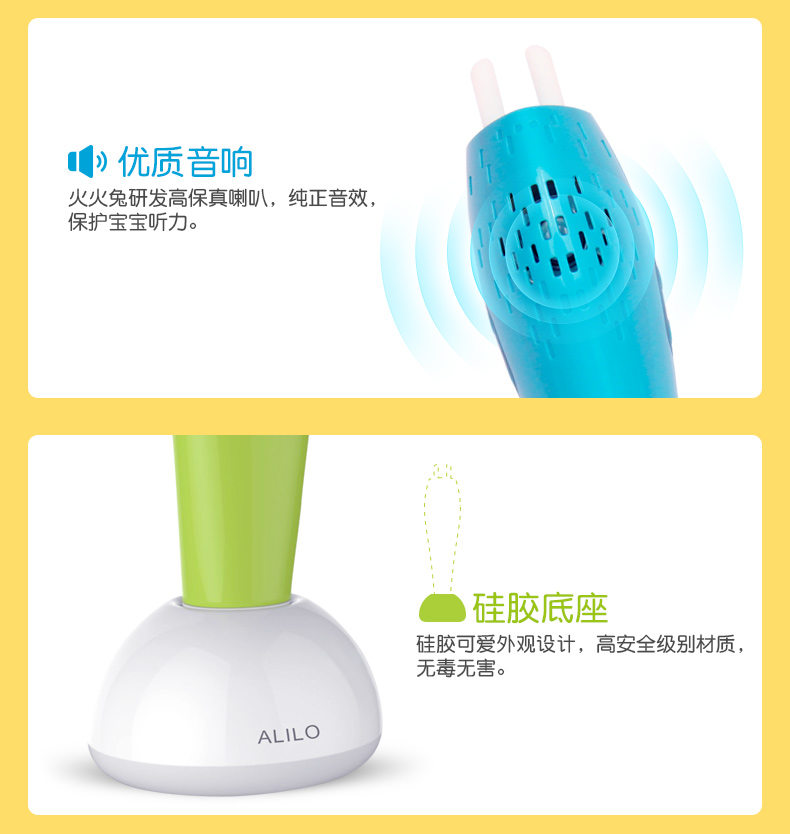 优质音响
火火兔研发高保真喇叭，纯正音效，
保护宝宝听力。
硅胶底座
硅胶可爱外观设计，高安全级别材质，
无毒无害。
ALILO